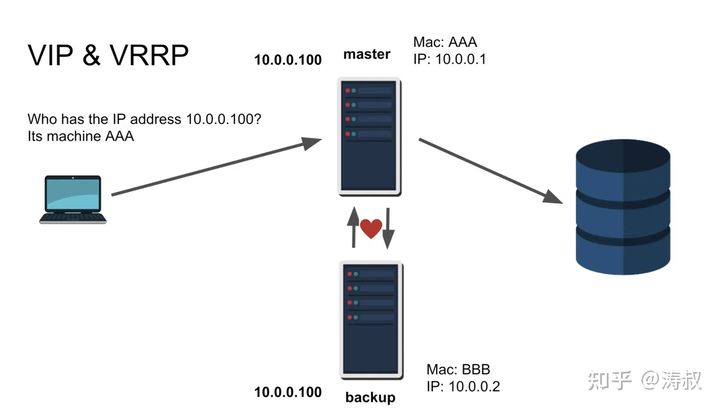 VIP & VRRP
10.0.0.100
master
Mac: AAA
IP: 10.0.0.1
Who has the IP address 10.0.0.100?
Its machine AAA
Mac: BBB
IP: 10.0.0.2
10.0.0.100
backup
知乎 @涛叔